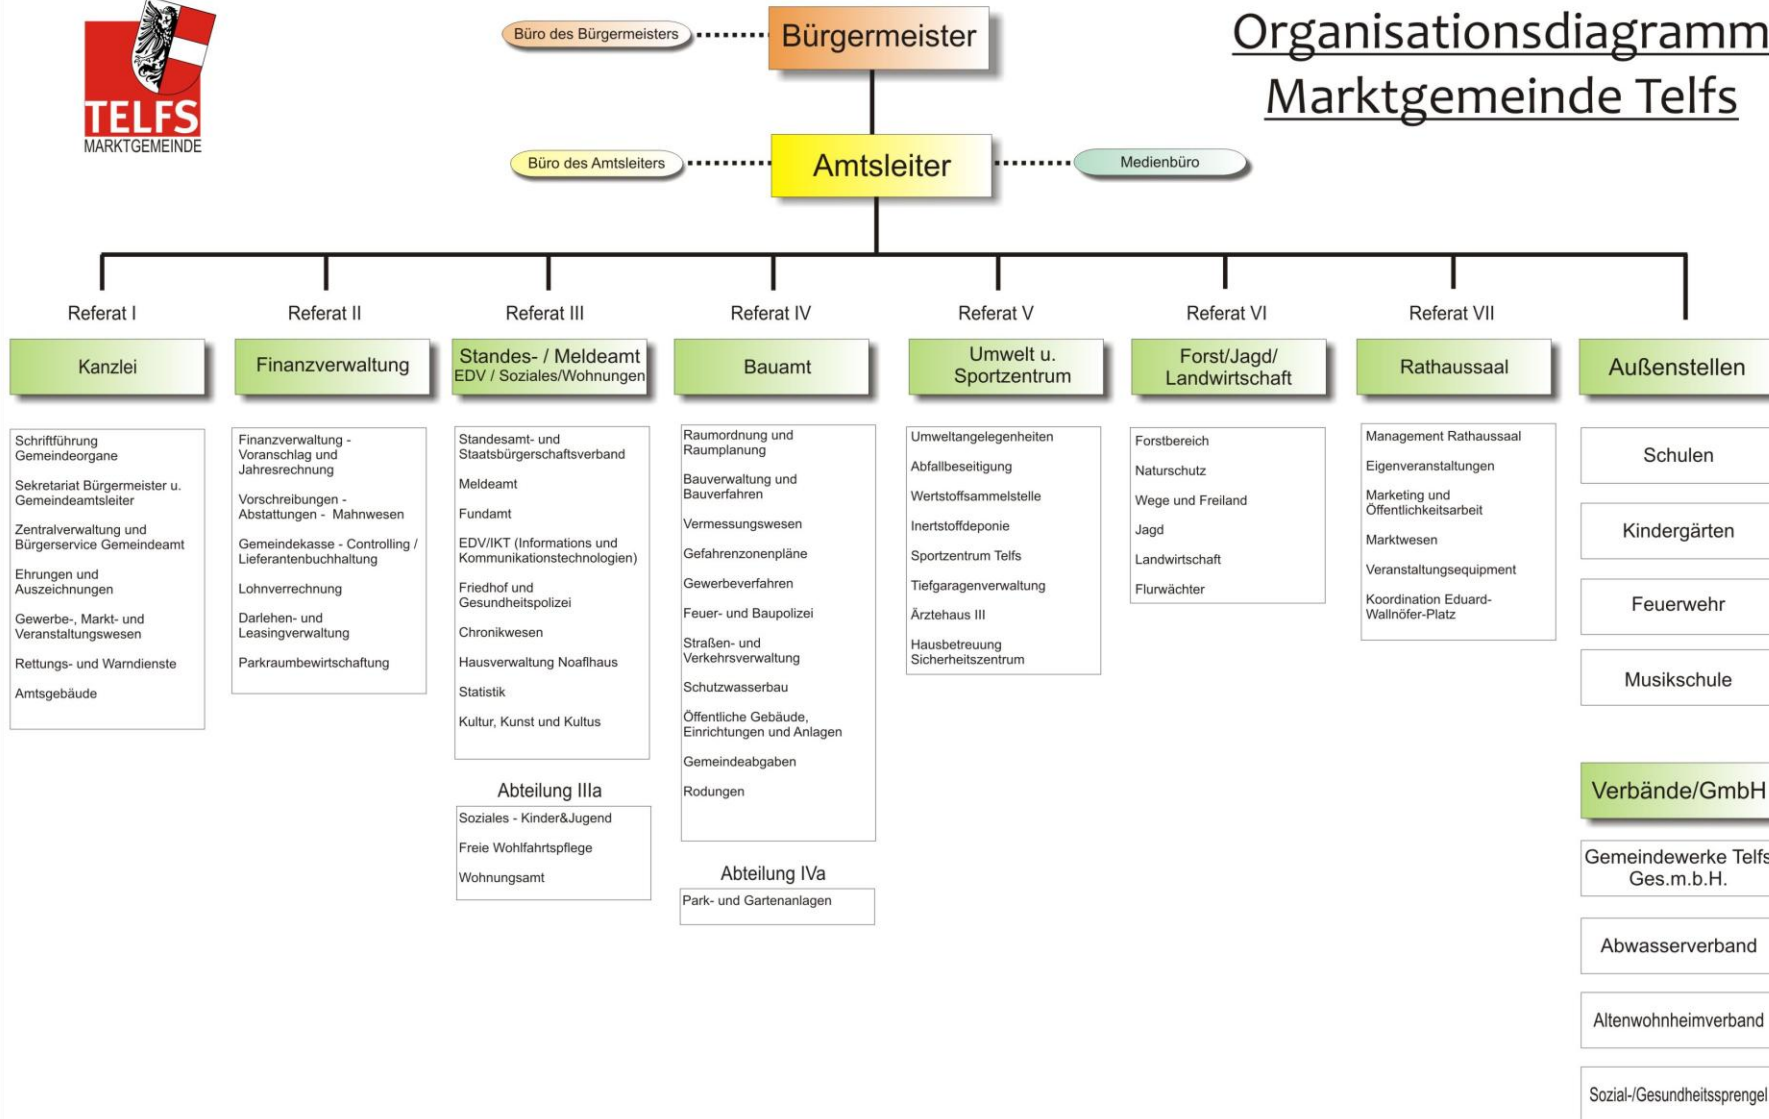 TELFS
MARKTGEMEINDE
Büro des Bürgermeisters
Bürgermeister
Organisationsdiagramm
Marktgemeinde Telfs
Büro des Amtsleiters
Amtsleiter
Medienbüro
Referat I
Kanzlei
Schriftführung
Gemeindeorgane
Sekretariat Bürgermeister u.
Gemeindeamtsleiter
Zentralverwaltung und
Bürgerservice Gemeindeamt
Ehrungen und
Auszeichnungen
Gewerbe-, Markt- und
Veranstaltungswesen
Rettungs- und Warndienste
Amtsgebäude
Referat II
Finanzverwaltung
Finanzverwaltung -
Voranschlag und
Jahresrechnung
Vorschreibungen -
Abstattungen - Mahnwesen
Gemeindekasse - Controlling /
Lieferantenbuchhaltung
Lohnverrechnung
Darlehen- und
Leasingverwaltung
Parkraumbewirtschaftung
Referat III
Standes- / Meldeamt
EDV / Soziales/Wohnungen
Standesamt- und
Staatsbürgerschaftsverband
Meldeamt
Fundamt
EDV/IKT (Informations und
Kommunikationstechnologien)
Friedhof und
Gesundheitspolizei
Chronikwesen
Hausverwaltung Noaflhaus
Statistik
Kultur, Kunst und Kultus
Abteilung IIIa
Soziales - Kinder&Jugend
Freie Wohlfahrtspflege
Wohnungsamt
Referat IV
Bauamt
Raumordnung und
Raumplanung
Bauverwaltung und
Bauverfahren
Vermessungswesen
Gefahrenzonenpläne
Gewerbeverfahren
Feuer- und Baupolizei
Straßen- und
Verkehrsverwaltung
Schutzwasserbau
Öffentliche Gebäude,
Einrichtungen und Anlagen
Gemeindeabgaben
Rodungen
Abteilung IVa
Park- und Gartenanlagen
Referat V
Umwelt u.
Sportzentrum
Umweltangelegenheiten
Abfallbeseitigung
Wertstoffsammelstelle
Inertstoffdeponie
Sportzentrum Telfs
Tiefgaragenverwaltung
Ärztehaus III
Hausbetreuung
Sicherheitszentrum
Referat VI
Forst/Jagd/
Landwirtschaft
Forstbereich
Naturschutz
Wege und Freiland
Jagd
Landwirtschaft
Flurwächter
Referat VII
Rathaussaal
Management Rathaussaal
Eigenveranstaltungen
Marketing und
Öffentlichkeitsarbeit
Marktwesen
Veranstaltungsequipment
Koordination Eduard-
Wallnöfer-Platz
Außenstellen
Schulen
Kindergärten
Feuerwehr
Musikschule
Verbände/GmbH
Gemeindewerke Telfs
Ges.m.b.H.
Abwasserverband
Altenwohnheimverband
Sozial-/Gesundheitssprengel